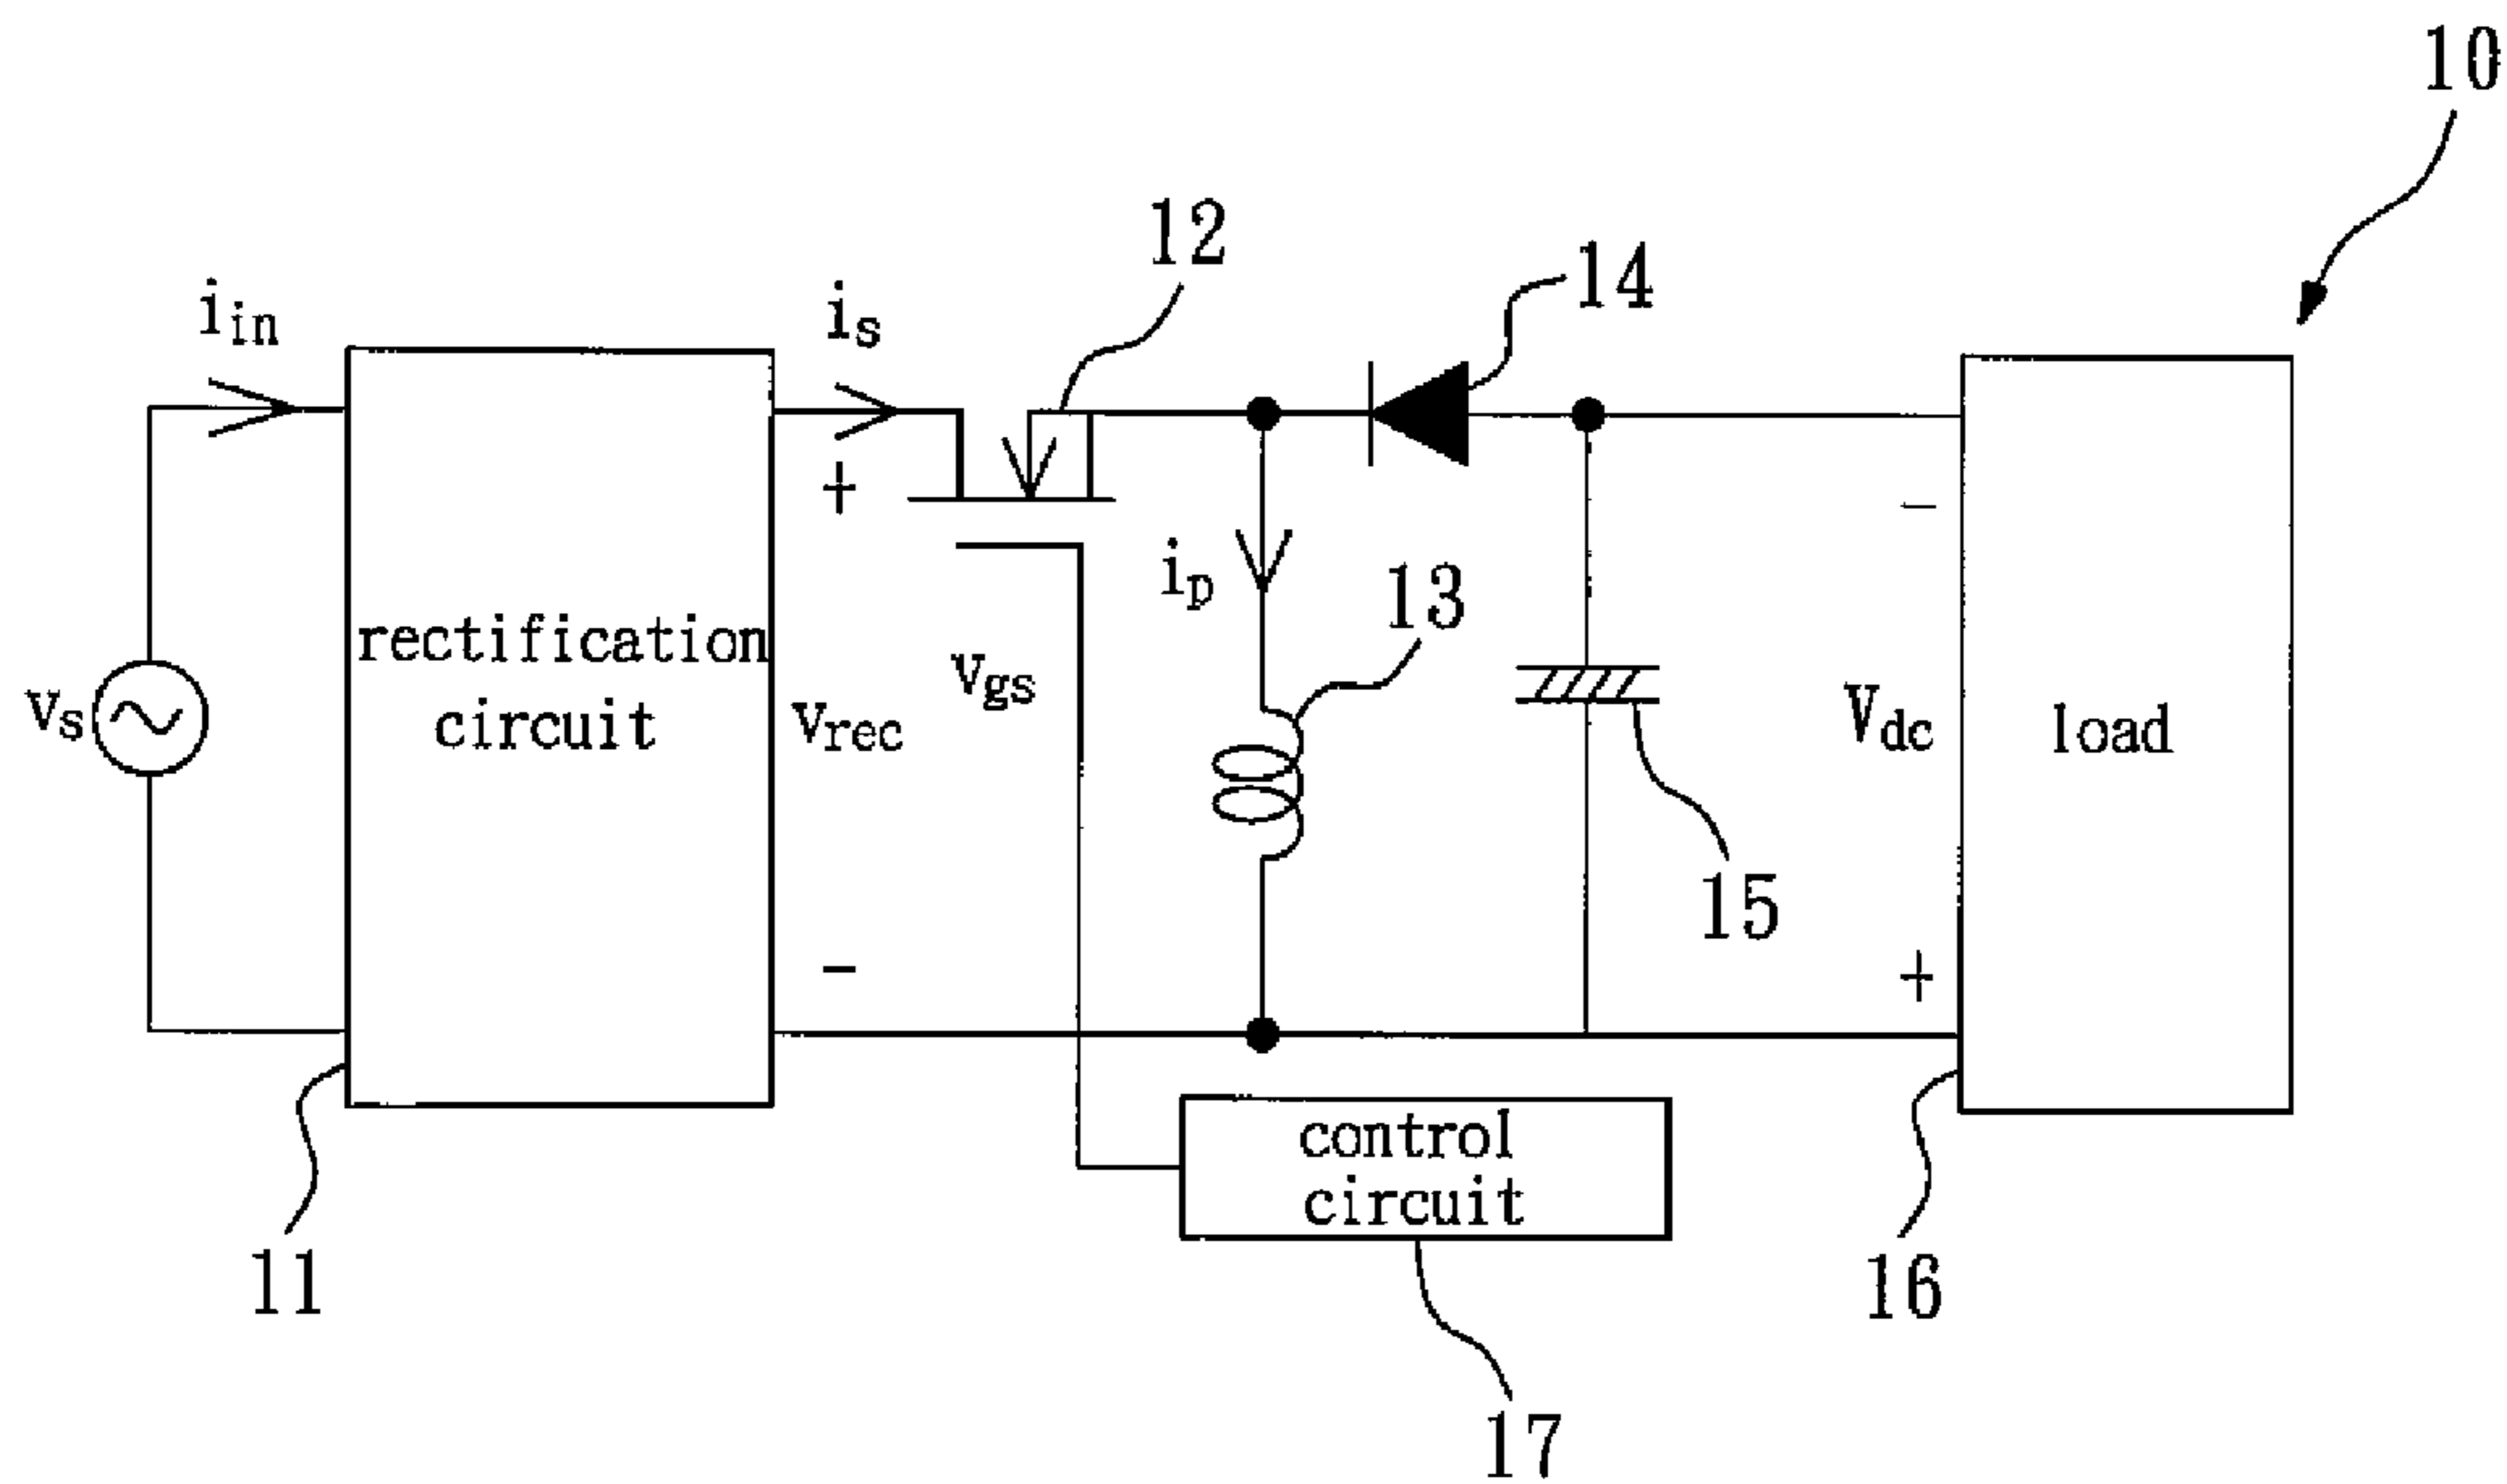 10
12
14
i_in
i_s
+
−
i_p
13
rectification
circuit
v_gs
v_s
v_rec
V_dc
load
15
−
+
control
circuit
11
16
17